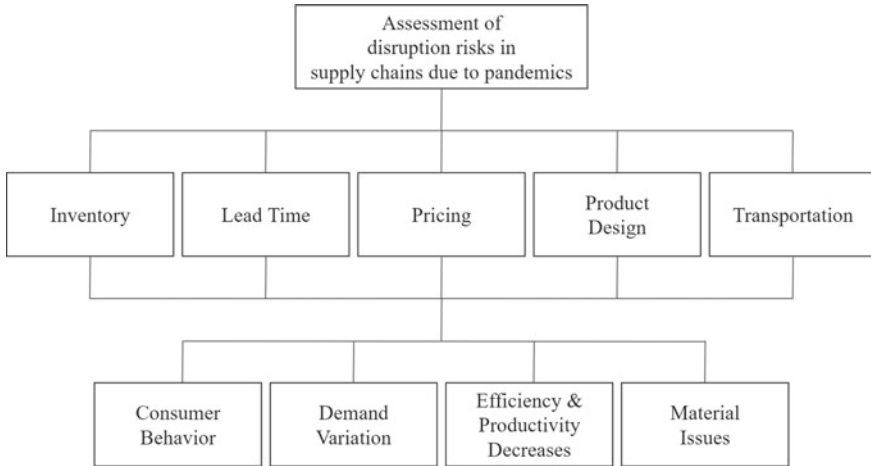 Assessment of
disruption risks in
supply chains due to pandemics
Inventory
Lead Time
Pricing
Product
Design
Transportation
Consumer
Behavior
Demand
Variation
Efficiency &
Productivity
Decreases
Material
Issues